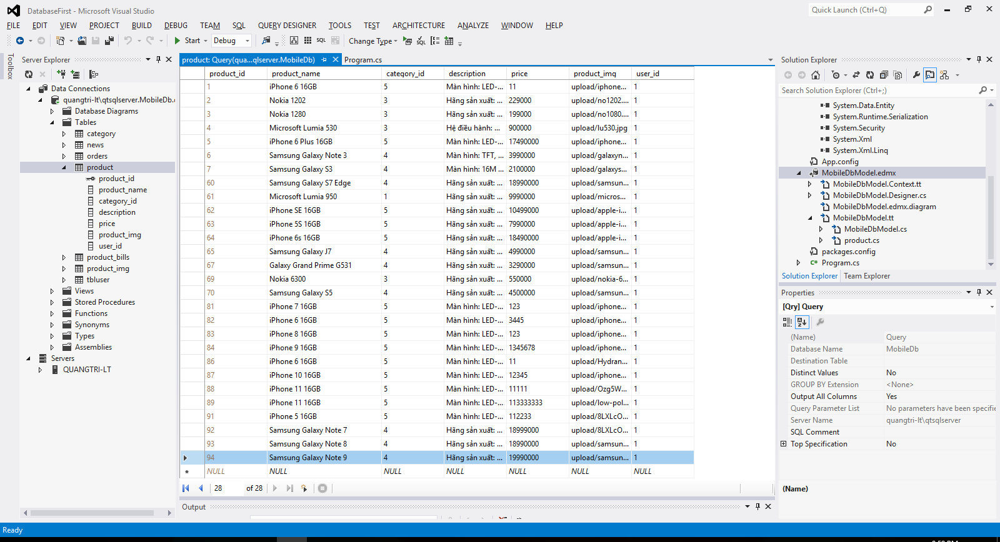 DatabaseFirst - Microsoft Visual Studio
Quick Launch (Ctrl+Q)
FILE EDIT VIEW PROJECT BUILD DEBUG TEAM SQL QUERY DESIGNER TOOLS TEST ARCHITECTURE ANALYZE WINDOW HELP
Start Debug SQL Change Type SQL
Toolbox
Server Explorer
Data Connections
quangtri-lt\qtsqlserver.MobileDb.
Database Diagrams
Tables
category
news
orders
product
product_id
product_name
category_id
description
price
product_img
user_id
product_bills
product_img
tbluser
Views
Stored Procedures
Functions
Synonyms
Types
Assemblies
Servers
QUANGTRI-LT
product: Query(qua...qlserver.MobileDb) Program.cs
product_id product_name category_id description price product_img user_id
1 iPhone 6 16GB 5 Màn hình: LED-... 11 upload/iphone... 1
2 Nokia 1202 3 Hãng sản xuất: ... 229000 upload/no1202.... 1
3 Nokia 1280 3 Hãng sản xuất: ... 199000 upload/no1080.... 1
4 Microsoft Lumia 530 3 Hệ điều hành: ... 900000 upload/lu530.jpg 1
5 iPhone 6 Plus 16GB 5 Màn hình: LED-... 17490000 upload/iphone... 1
6 Samsung Galaxy Note 3 4 Màn hình: TFT, ... 3990000 upload/galaxyn... 1
7 Samsung Galaxy S3 4 Màn hình: 16M ... 2100000 upload/galaxys... 1
60 Samsung Galaxy S7 Edge 4 Hãng sản xuất: ... 18990000 upload/samsun... 1
61 Microsoft Lumia 950 1 Hãng sản xuất: ... 9990000 upload/micros... 1
62 iPhone SE 16GB 5 Hãng sản xuất: ... 10499000 upload/apple-i... 1
63 iPhone 5S 16GB 5 Hãng sản xuất: ... 7990000 upload/apple-i... 1
64 iPhone 6s 16GB 5 Hãng sản xuất: ... 18490000 upload/apple-i... 1
65 Samsung Galaxy J7 4 Hãng sản xuất: ... 4990000 upload/samsun... 1
67 Galaxy Grand Prime G531 4 Hãng sản xuất: ... 3290000 upload/samsun... 1
69 Nokia 6300 3 Hãng sản xuất: ... 550000 upload/nokia-6... 1
70 Samsung Galaxy S5 4 Hãng sản xuất: ... 4500000 upload/samsun... 1
81 iPhone 7 16GB 5 Màn hình: LED-... 123 upload/iphone... 1
82 iPhone 6 16GB 5 Màn hình: LED-... 3445 upload/iphone... 1
83 iPhone 8 16GB 5 Màn hình: LED-... 123 upload/iphone... 1
84 iPhone 9 16GB 5 Màn hình: LED-... 1345678 upload/iphone... 1
86 iPhone 6 16GB 5 Màn hình: LED-... 11 upload/Hydran... 1
87 iPhone 10 16GB 5 Màn hình: LED-... 12345 upload/iphone... 1
88 iPhone 11 16GB 5 Màn hình: LED-... 11111 upload/Ozg5W... 1
89 iPhone 11 16GB 5 Màn hình: LED-... 113333333 upload/low-pol... 1
91 iPhone 5 16GB 5 Màn hình: LED-... 112233 upload/8LXLcO... 1
92 Samsung Galaxy Note 7 4 Hãng sản xuất: ... 18999000 upload/8LXLcO... 1
93 Samsung Galaxy Note 8 4 Hãng sản xuất: ... 18990000 upload/samsun... 1
94 Samsung Galaxy Note 9 4 Hãng sản xuất: ... 19990000 upload/samsun... 1
NULL NULL NULL NULL NULL NULL NULL
28 of 28
Output
Solution Explorer
Search Solution Explorer (Ctrl+;)
System.Data.Entity
System.Runtime.Serialization
System.Security
System.Xml
System.Xml.Linq
App.config
MobileDbModel.edmx
MobileDbModel.Context.tt
MobileDbModel.Designer.cs
MobileDbModel.edmx.diagram
MobileDbModel.tt
MobileDbModel.cs
product.cs
packages.config
C# Program.cs
Solution Explorer Team Explorer
Properties
[Qry] Query
(Name) Query
Database Name MobileDb
Destination Table
Distinct Values No
GROUP BY Extension <None>
Output All Columns Yes
Query Parameter List No parameters have been specifie
Server Name quangtri-lt\qtsqlserver
SQL Comment
Top Specification No
(Name)
Ready